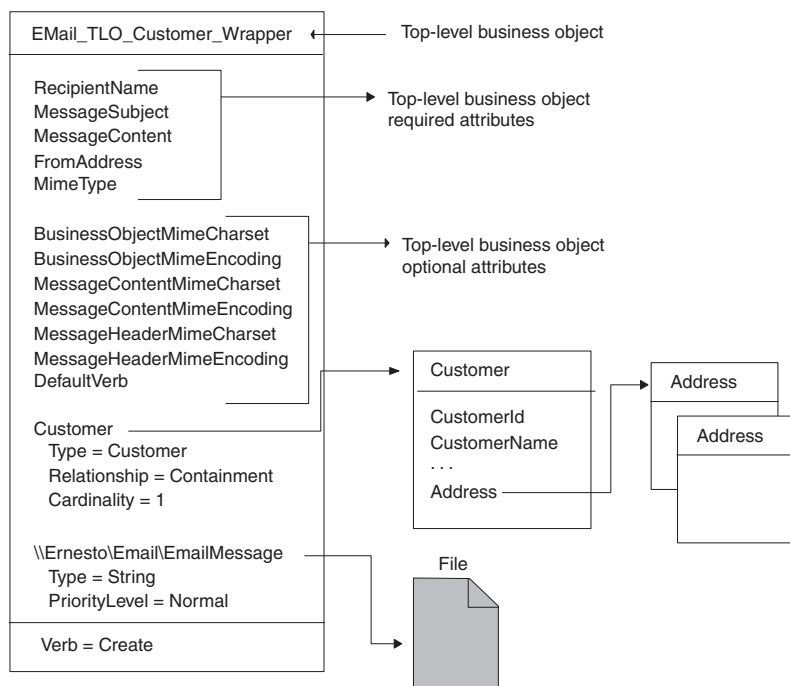 EMail_TLO_Customer_Wrapper
Top-level business object
RecipientName
MessageSubject
MessageContent
FromAddress
MimeType
Top-level business object
required attributes
BusinessObjectMimeCharset
BusinessObjectMimeEncoding
MessageContentMimeCharset
MessageContentMimeEncoding
MessageHeaderMimeCharset
MessageHeaderMimeEncoding
DefaultVerb
Top-level business object
optional attributes
Customer
Type = Customer
Relationship = Containment
Cardinality = 1
\\Ernesto\Email\EmailMessage
Type = String
PriorityLevel = Normal
Verb = Create
Customer
CustomerId
CustomerName
. . .
Address
Address
Address
File